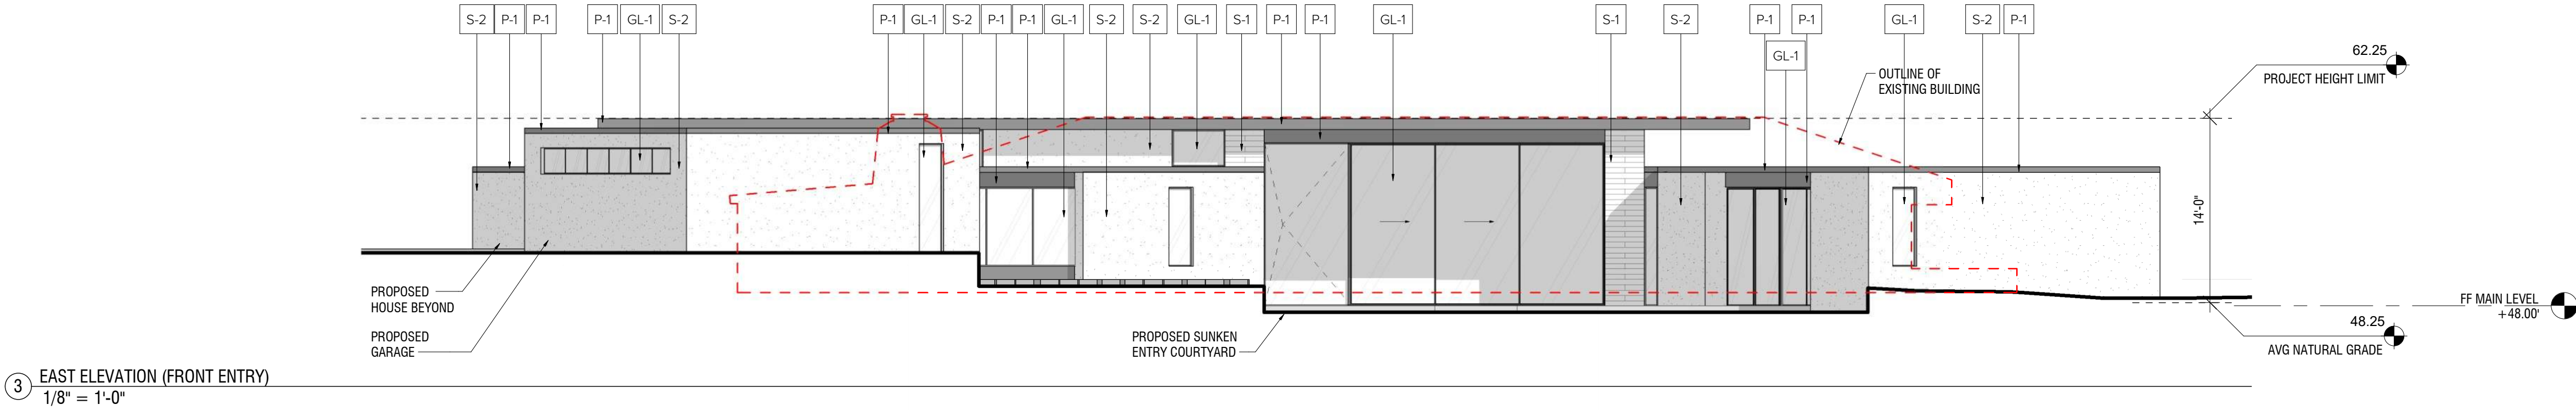 S-2 P-1 P-1 P-1 GL-1 S-2 P-1 GL-1 S-2 P-1 P-1 GL-1 S-2 S-2 GL-1 S-1 P-1 P-1 GL-1 S-1 S-2 P-1 P-1 GL-1 S-2 P-1
GL-1
62.25
PROJECT HEIGHT LIMIT
OUTLINE OF
EXISTING BUILDING
14'-0"
PROPOSED
HOUSE BEYOND
PROPOSED
GARAGE
PROPOSED SUNKEN
ENTRY COURTYARD
FF MAIN LEVEL
+48.00'
48.25
AVG NATURAL GRADE
3 EAST ELEVATION (FRONT ENTRY)
1/8" = 1'-0"